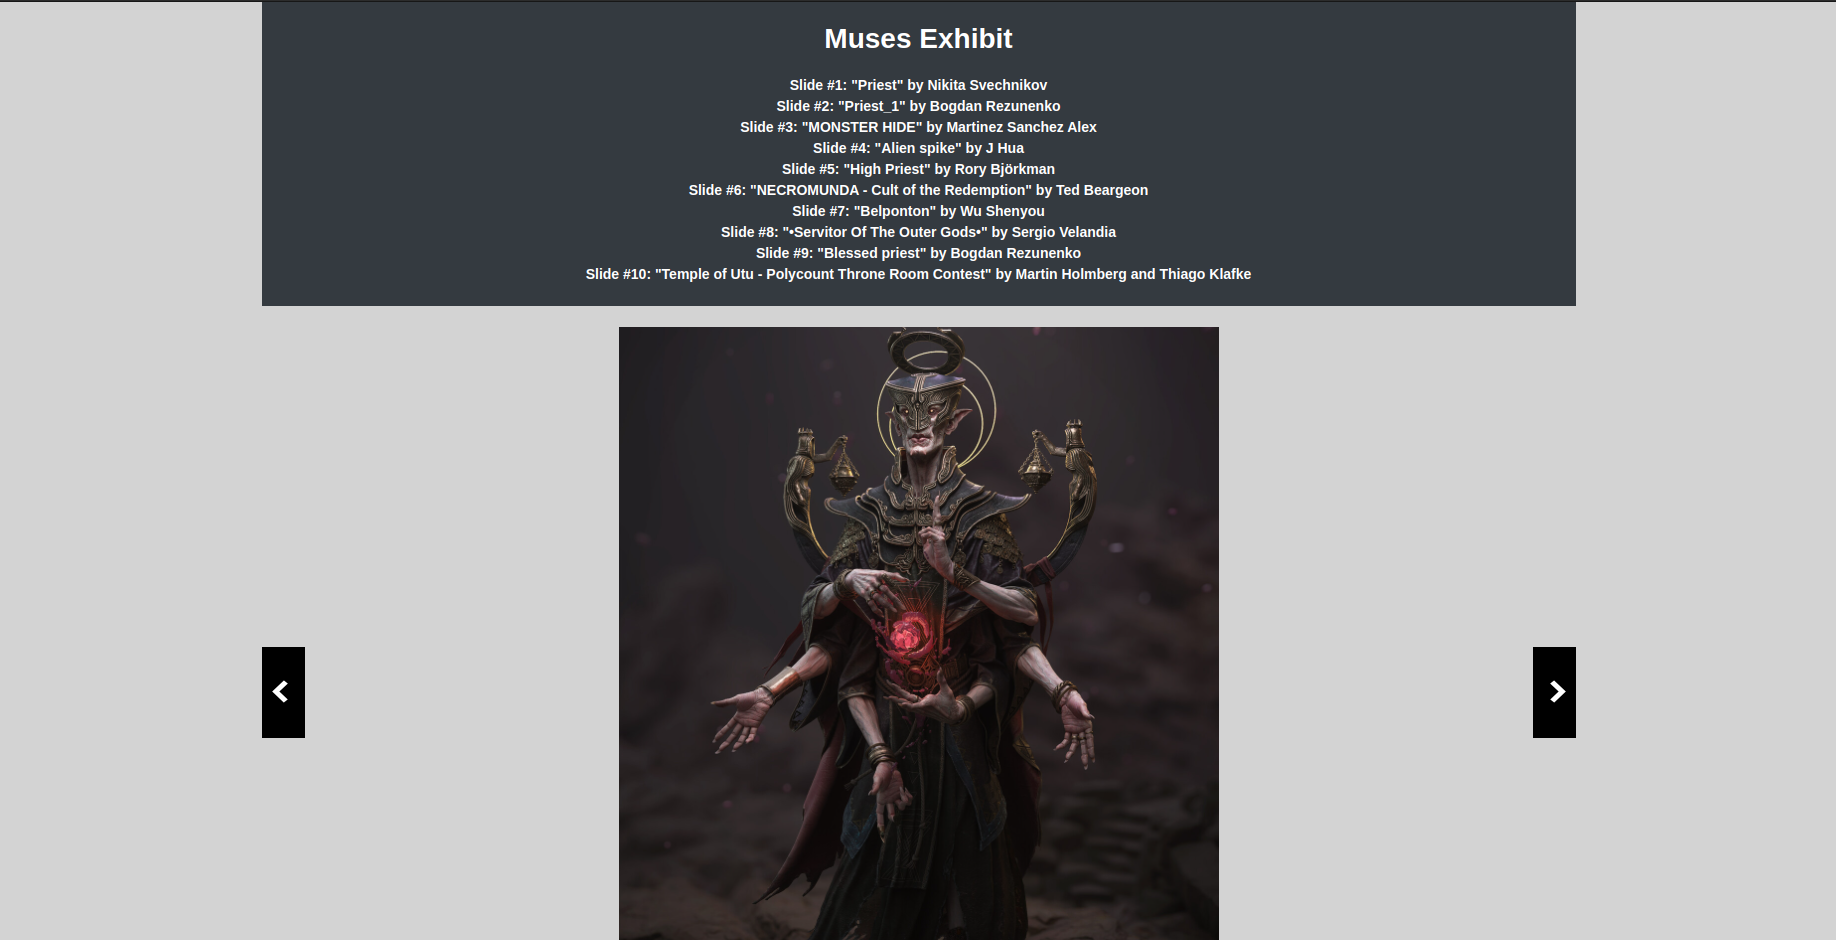 Muses Exhibit
Slide #1: "Priest" by Nikita Svechnikov
Slide #2: "Priest_1" by Bogdan Rezunenko
Slide #3: "MONSTER HIDE" by Martinez Sanchez Alex
Slide #4: "Alien spike" by J Hua
Slide #5: "High Priest" by Rory Björkman
Slide #6: "NECROMUNDA - Cult of the Redemption" by Ted Beargeon
Slide #7: "Belponton" by Wu Shenyou
Slide #8: "•Servitor Of The Outer Gods•" by Sergio Velandia
Slide #9: "Blessed priest" by Bogdan Rezunenko
Slide #10: "Temple of Utu - Polycount Throne Room Contest" by Martin Holmberg and Thiago Klafke